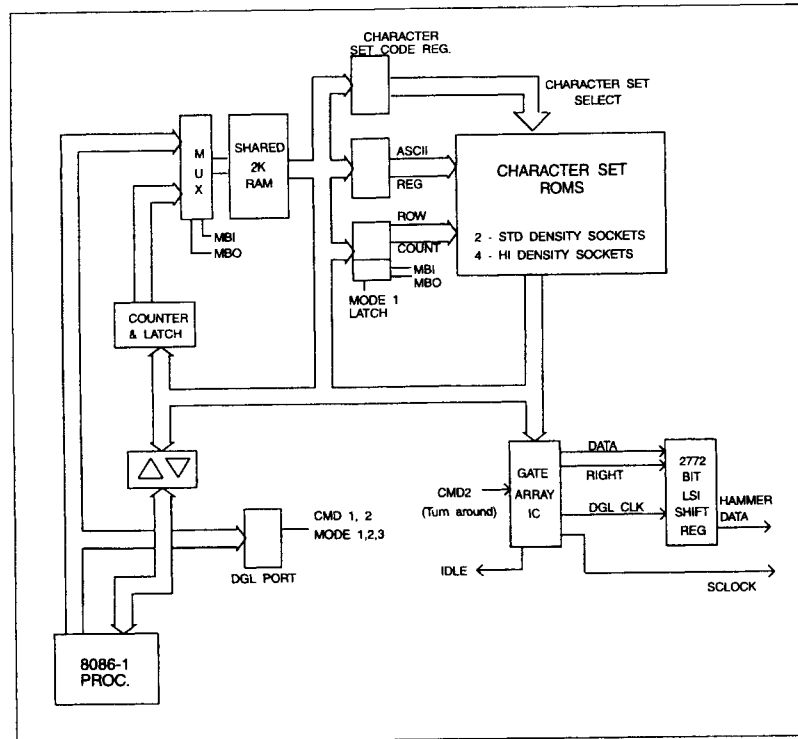 CHARACTER
SET CODE REG.
CHARACTER SET
SELECT
M
U
X
SHARED
2K
RAM
ASCII
REG
CHARACTER SET
ROMS
2 - STD DENSITY SOCKETS
4 - HI DENSITY SOCKETS
ROW
COUNT
MBI
MBO
MBI
MBO
MODE 1
LATCH
COUNTER
& LATCH
DATA
RIGHT
DGL CLK
GATE
ARRAY
IC
CMD2
(Turn around)
2772
BIT
LSI
SHIFT
REG
HAMMER
DATA
IDLE
SCLOCK
CMD 1, 2
MODE 1,2,3
DGL PORT
8086-1
PROC.